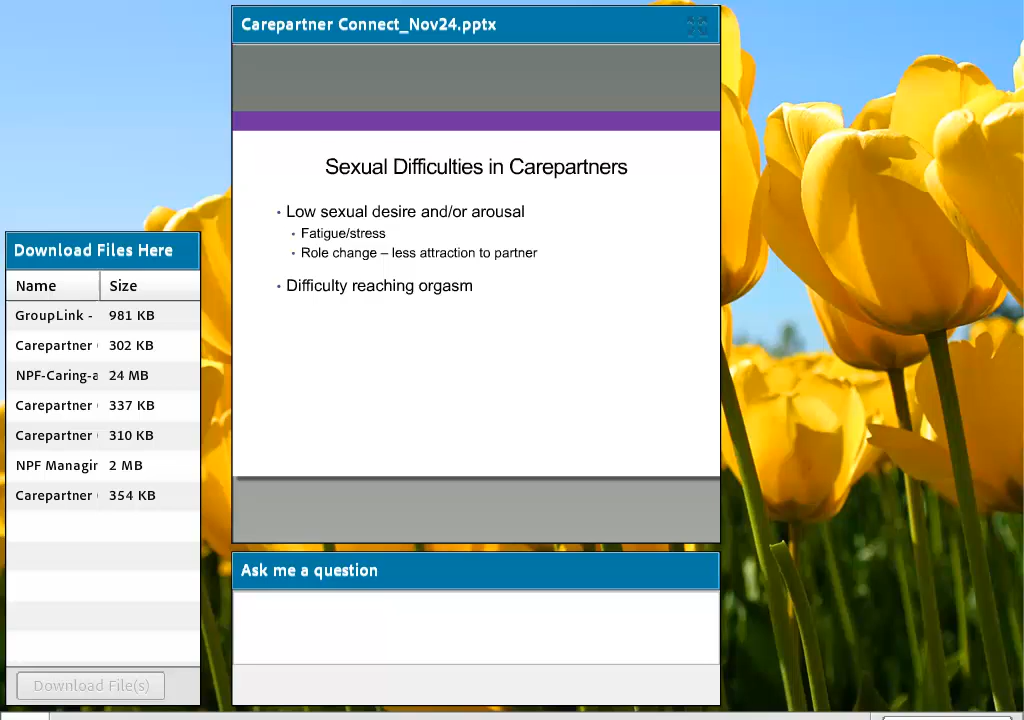 Carepartner Connect_Nov24.pptx
Sexual Difficulties in Carepartners
• Low sexual desire and/or arousal
• Fatigue/stress
• Role change – less attraction to partner
• Difficulty reaching orgasm
Download Files Here
Name Size
GroupLink - 981 KB
Carepartner 302 KB
NPF-Caring-a 24 MB
Carepartner 337 KB
Carepartner 310 KB
NPF Managin 2 MB
Carepartner 354 KB
Download File(s)
Ask me a question